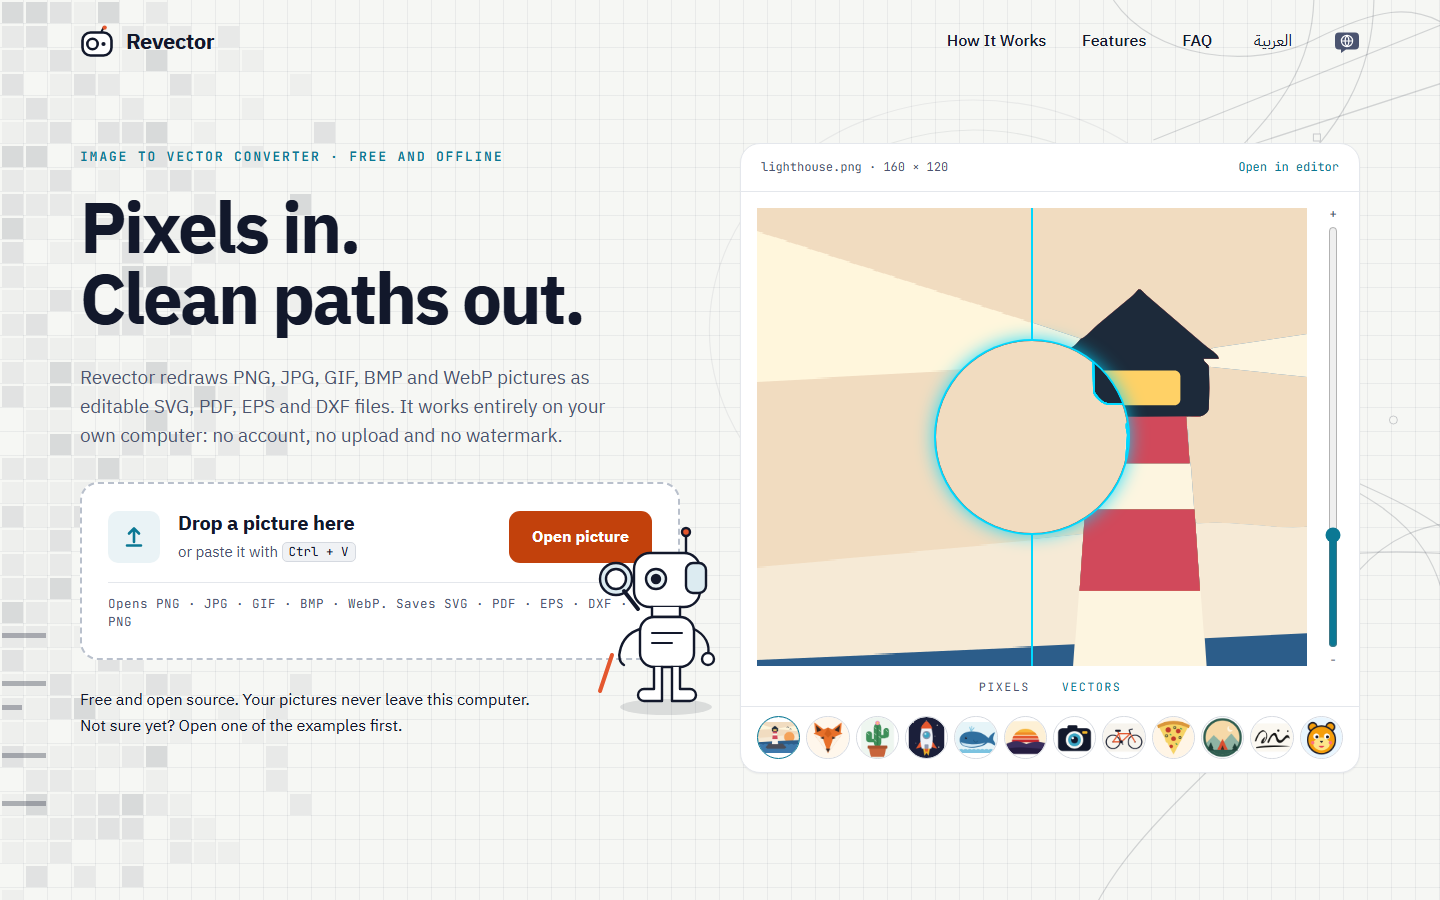 Revector
How It Works
Features
FAQ
العربية
IMAGE TO VECTOR CONVERTER · FREE AND OFFLINE
Pixels in.
Clean paths out.
Revector redraws PNG, JPG, GIF, BMP and WebP pictures as
editable SVG, PDF, EPS and DXF files. It works entirely on your
own computer: no account, no upload and no watermark.
Drop a picture here
or paste it with Ctrl + V
Open picture
Opens PNG · JPG · GIF · BMP · WebP. Saves SVG · PDF · EPS · DXF ·
PNG
Free and open source. Your pictures never leave this computer.
Not sure yet? Open one of the examples first.
lighthouse.png · 160 × 120
Open in editor
+
-
PIXELS
VECTORS